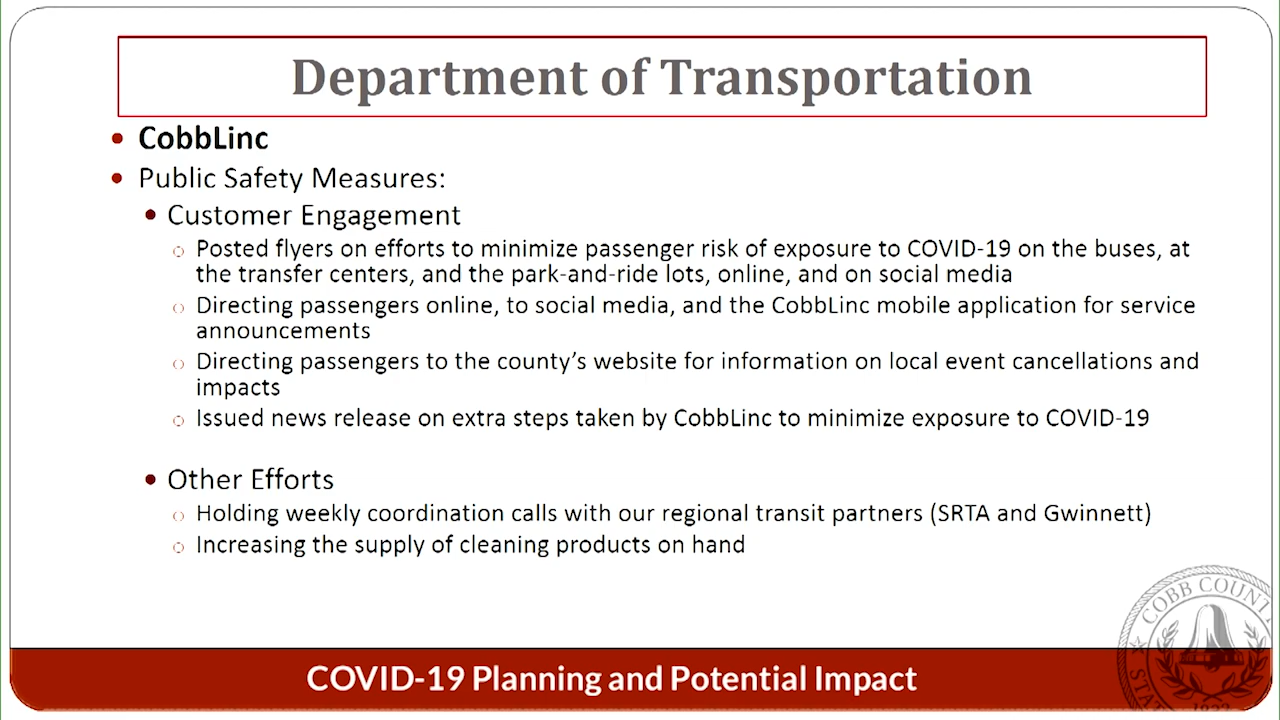 Department of Transportation
• CobbLinc
• Public Safety Measures:
• Customer Engagement
Posted flyers on efforts to minimize passenger risk of exposure to COVID-19 on the buses, at
the transfer centers, and the park-and-ride lots, online, and on social media
Directing passengers online, to social media, and the CobbLinc mobile application for service
announcements
Directing passengers to the county's website for information on local event cancellations and
impacts
Issued news release on extra steps taken by CobbLinc to minimize exposure to COVID-19
• Other Efforts
Holding weekly coordination calls with our regional transit partners (SRTA and Gwinnett)
Increasing the supply of cleaning products on hand
COBB COUNT
STAT
COVID-19 Planning and Potential Impact